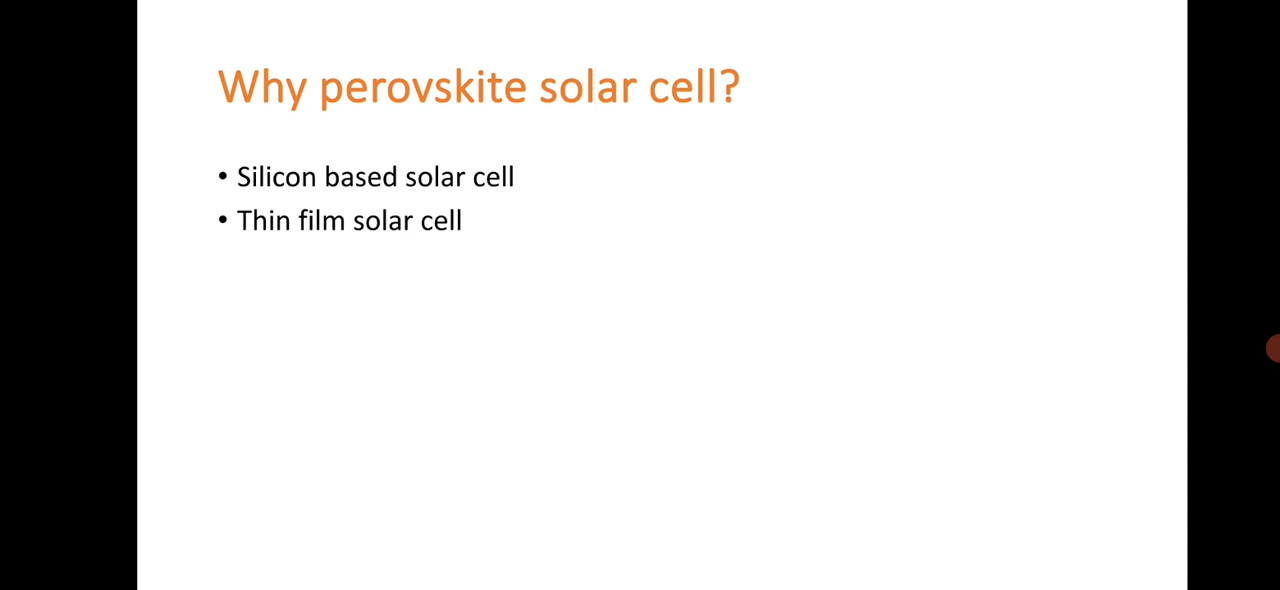 Why perovskite solar cell?
• Silicon based solar cell
• Thin film solar cell